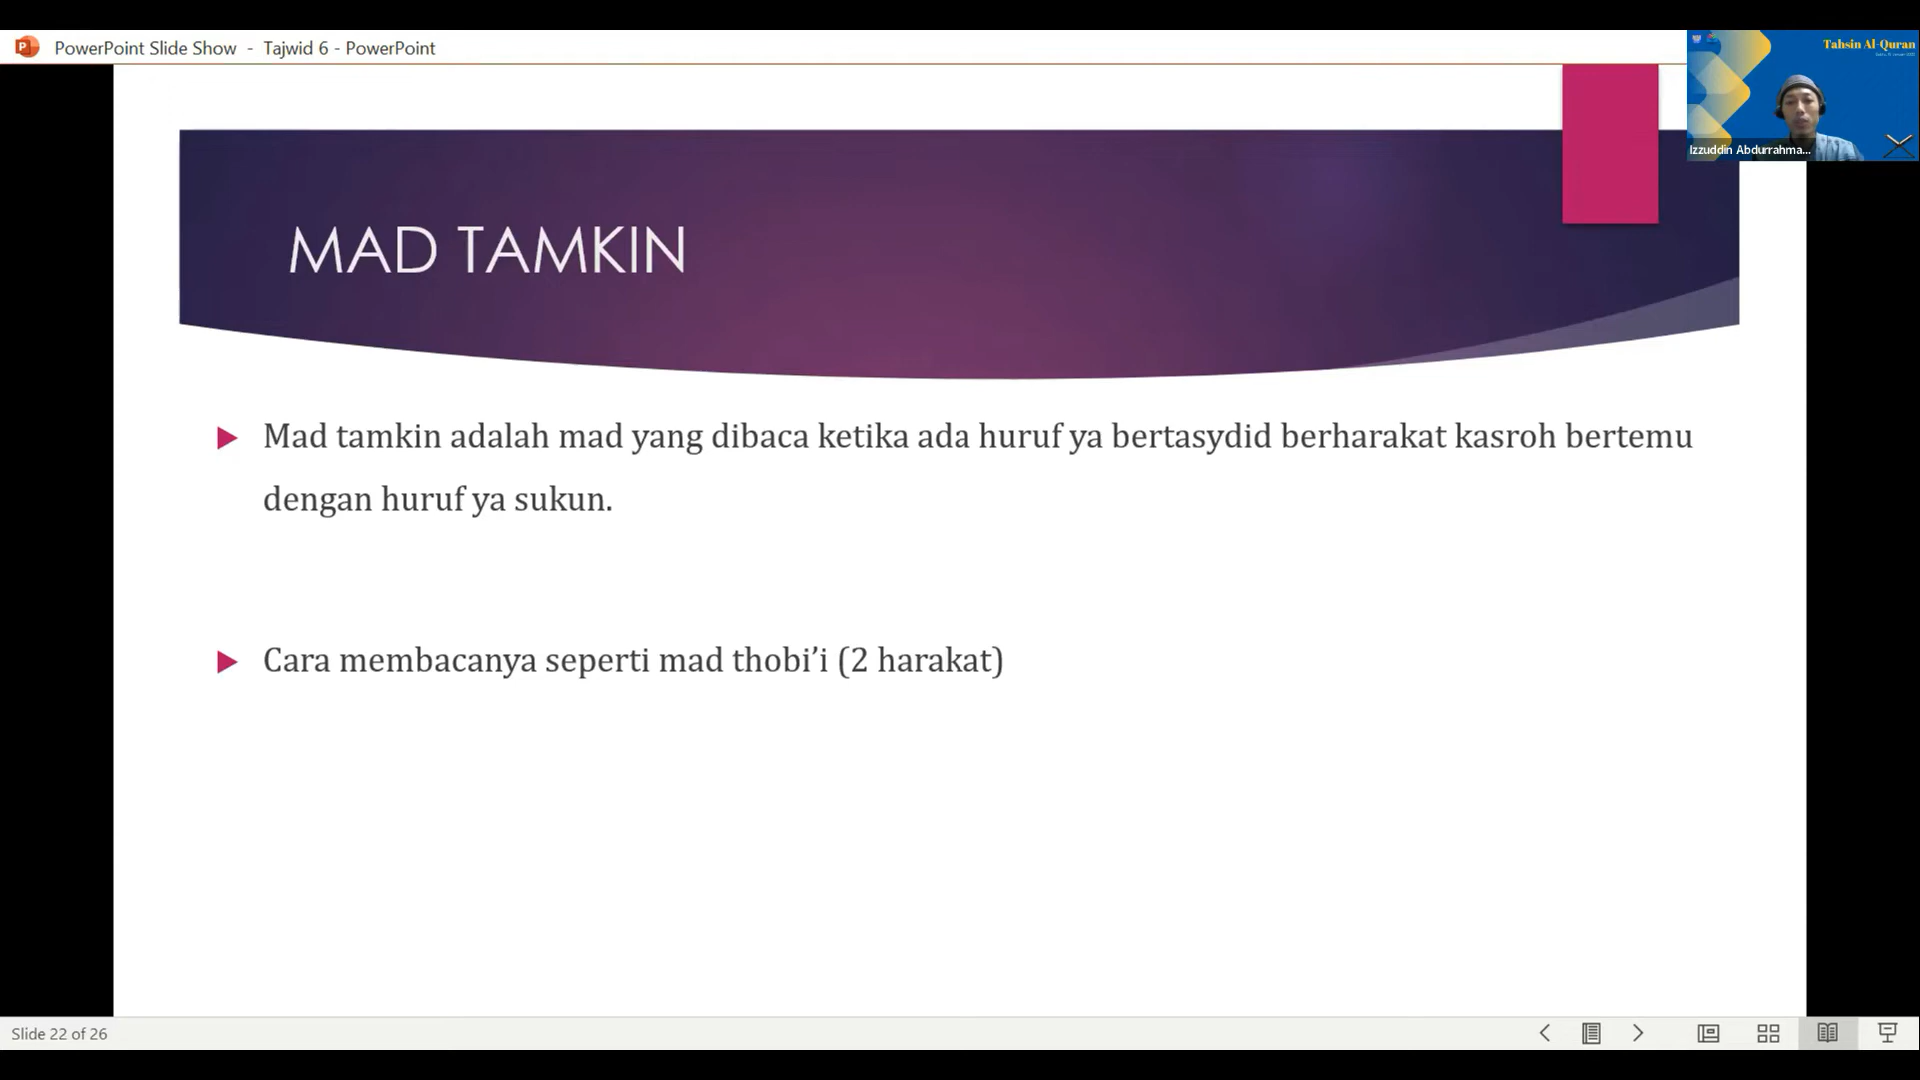 PowerPoint Slide Show - Tajwid 6 - PowerPoint
Tahsin Al-Quran
Izzuddin Abdurrahma...
MAD TAMKIN
Mad tamkin adalah mad yang dibaca ketika ada huruf ya bertasydid berharakat kasroh bertemu
dengan huruf ya sukun.
Cara membacanya seperti mad thobi’i (2 harakat)
Slide 22 of 26